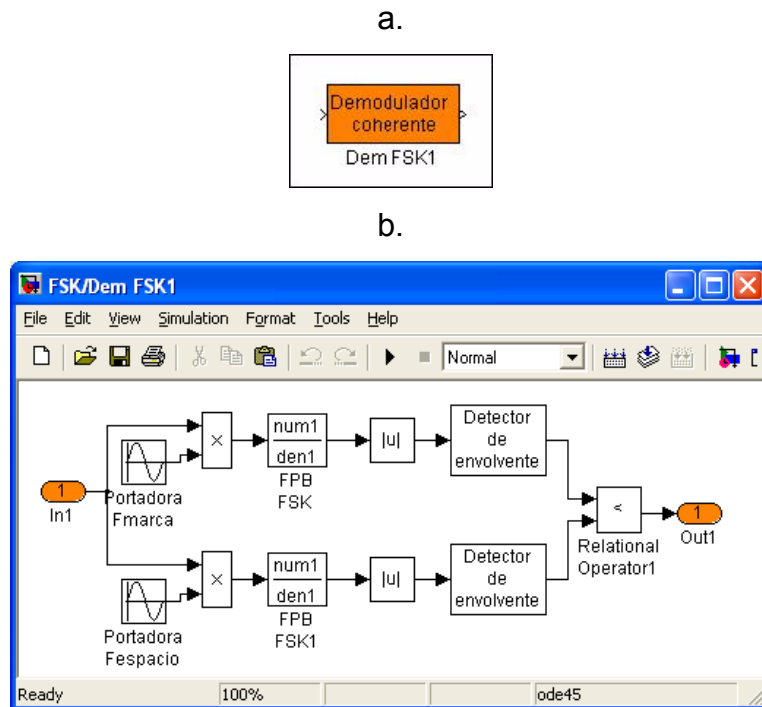 a.
Demodulador
coherente
Dem FSK1
b.
FSK/Dem FSK1
File Edit View Simulation Format Tools Help
Normal
1
In1
Portadora
Fmarca
×
num1
den1
FPB
FSK
|u|
Detector
de
envolvente
Portadora
Fespacio
×
num1
den1
FPB
FSK1
|u|
Detector
de
envolvente
<
Relational
Operator1
1
Out1
Ready 100% ode45